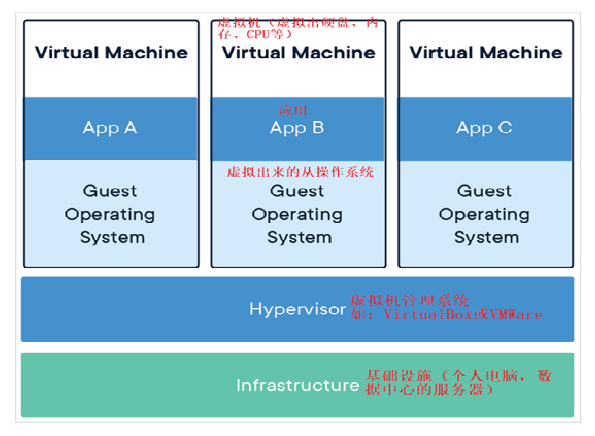 虚拟机（虚拟出硬盘、内
存、CPU等）
Virtual Machine
Virtual Machine
Virtual Machine
应用
App A
App B
App C
虚拟出来的从操作系统
Guest
Operating
System
Guest
Operating
System
Guest
Operating
System
Hypervisor
虚拟机管理系统
如：VirtualBox或VMWare
Infrastructure
基础设施（个人电脑，数
据中心的服务器）